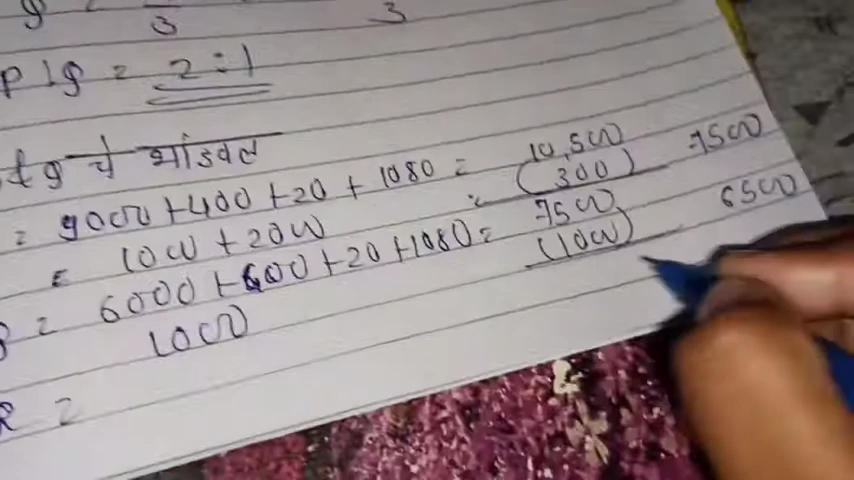 3 3
P/g = 2:1
चे भांडवल
= 9000 + 400 + 20 + 1080 = 10,500
= 1000 + 2000 = (300) 7500
= 6000 + 600 + 20 + 1080 = 7500
1000 (1000) 6500
R =